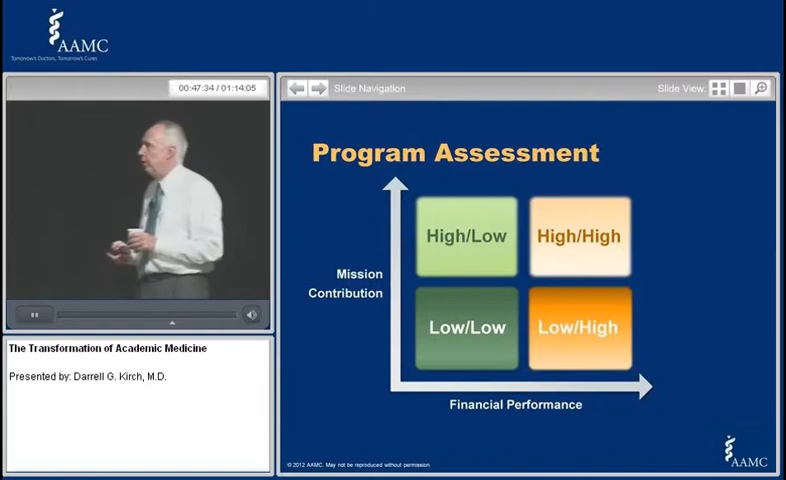 AAMC
Tomorrow's Doctors, Tomorrow's Cures
00:47:34 / 01:14:05
Slide Navigation
Slide View:
Program Assessment
High/Low
High/High
Mission
Contribution
Low/Low
Low/High
Financial Performance
The Transformation of Academic Medicine
Presented by: Darrell G. Kirch, M.D.
© 2012 AAMC. May not be reproduced without permission
AAMC